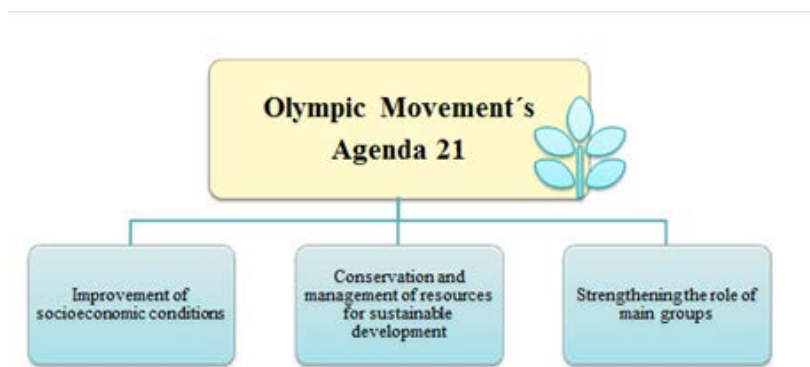 Olympic Movement´s
Agenda 21
Improvement of
socioeconomic conditions
Conservation and
management of resources
for sustainable
development
Strengthening the role of
main groups